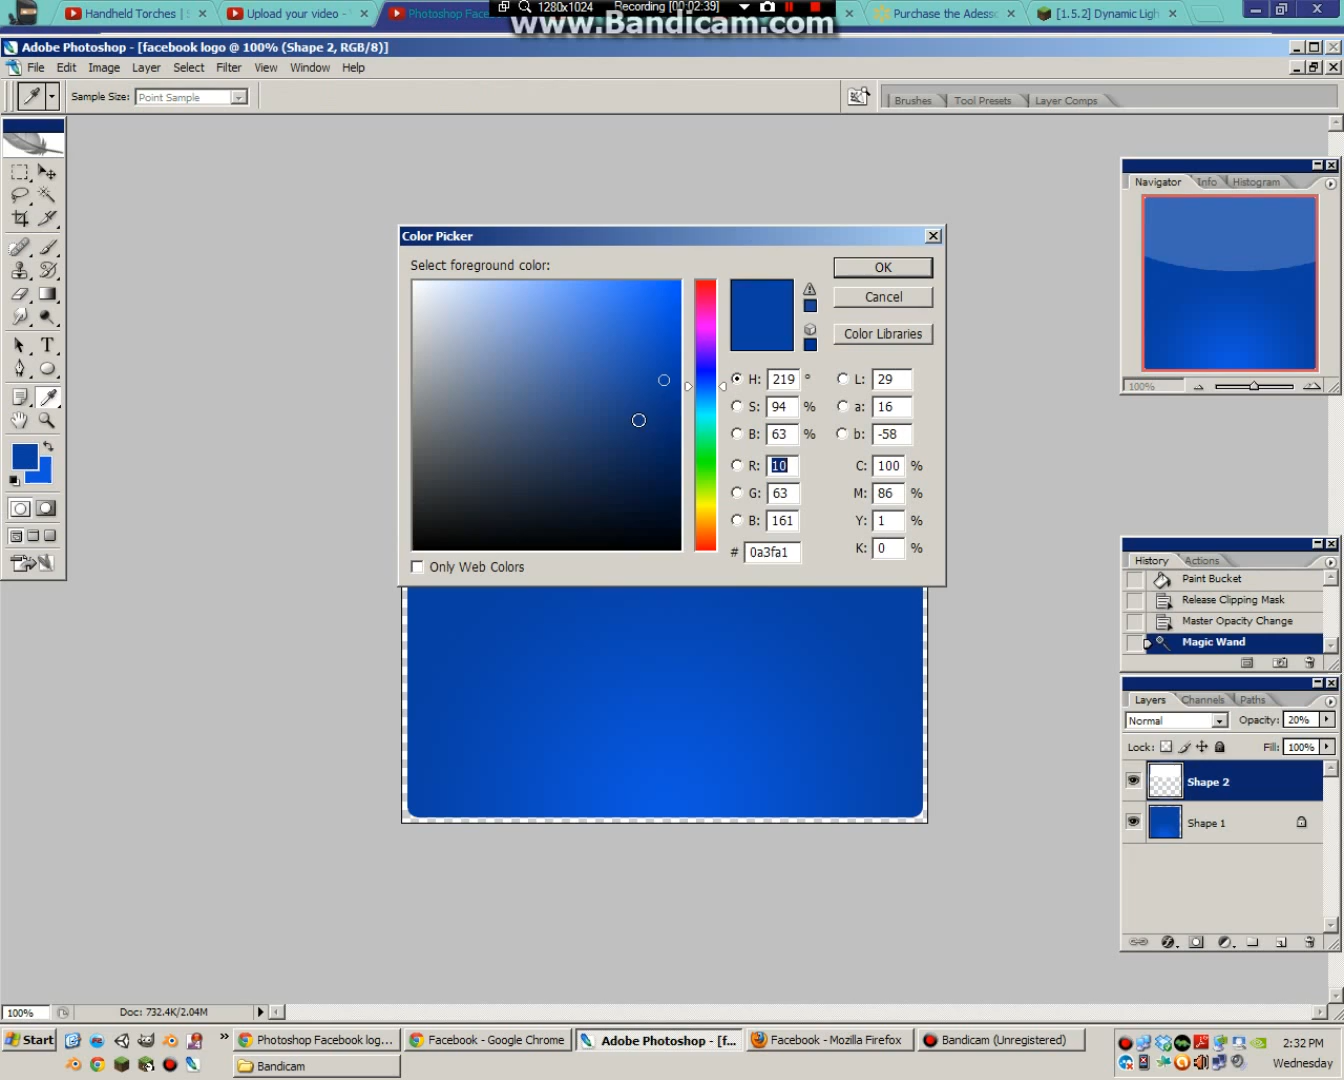 Handheld Torches | 
Upload your video - 
Photoshop Face
1280x1024
Recording [00:02:39]
www.Bandicam.com
Purchase the Adess
[1.5.2] Dynamic Ligh
Adobe Photoshop - [facebook logo @ 100% (Shape 2, RGB/8)]
File Edit Image Layer Select Filter View Window Help
Sample Size: Point Sample
Brushes Tool Presets Layer Comps
Navigator Info Histogram
100%
Color Picker
Select foreground color:
OK
Cancel
Color Libraries
H: 219 °
L: 29
S: 94 %
a: 16
B: 63 %
b: -58
R: 10
C: 100 %
G: 63
M: 86 %
B: 161
Y: 1 %
# 0a3fa1
K: 0 %
Only Web Colors
History Actions
Paint Bucket
Release Clipping Mask
Master Opacity Change
Magic Wand
Layers Channels Paths
Normal Opacity: 20%
Lock: Fill: 100%
Shape 2
Shape 1
100% Doc: 732.4K/2.04M
Start
»
Photoshop Facebook log...
Facebook - Google Chrome
Adobe Photoshop - [f...
Facebook - Mozilla Firefox
Bandicam (Unregistered)
2:32 PM
Bandicam
Wednesday